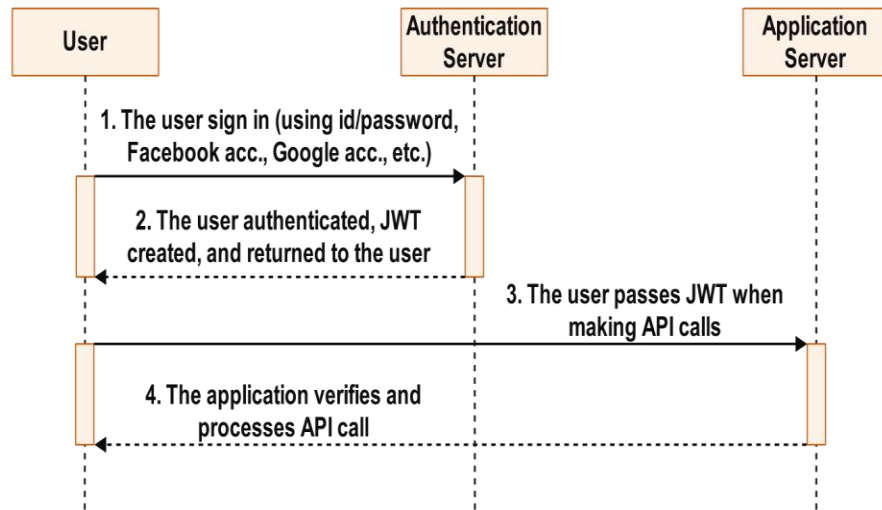 User
Authentication
Server
Application
Server
1. The user sign in (using id/password,
Facebook acc., Google acc., etc.)
2. The user authenticated, JWT
created, and returned to the user
3. The user passes JWT when
making API calls
4. The application verifies and
processes API call